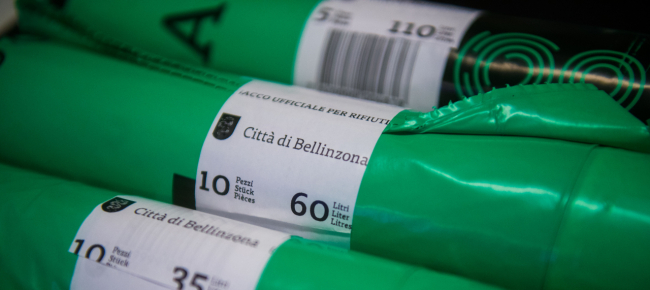 A
5
110
SACCO UFFICIALE PER RIFIUTI
Città di Bellinzona
10 Pezzi
Stück
Pièces
60 Litri
Liter
Litres
Città di Bellinzona
10 Pezzi
Stück
35